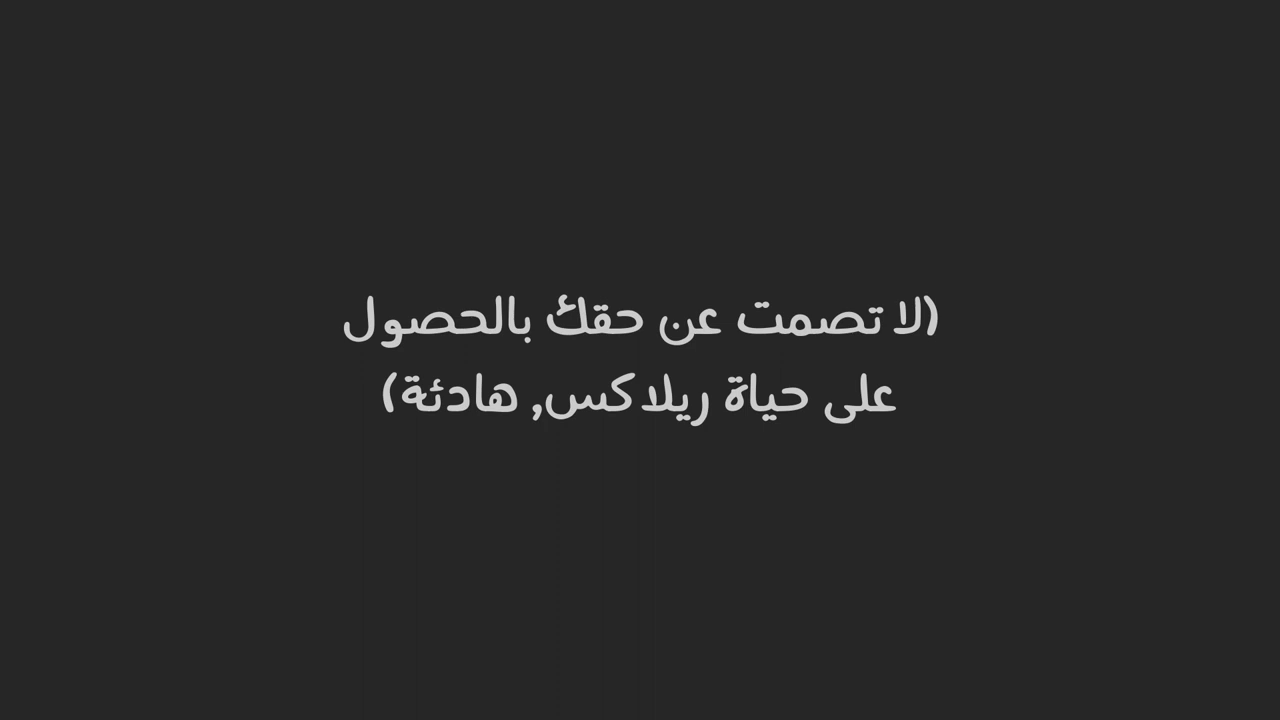 (لا تصمت عن حقك بالحصول
على حياة ريلاكس, هادئة)